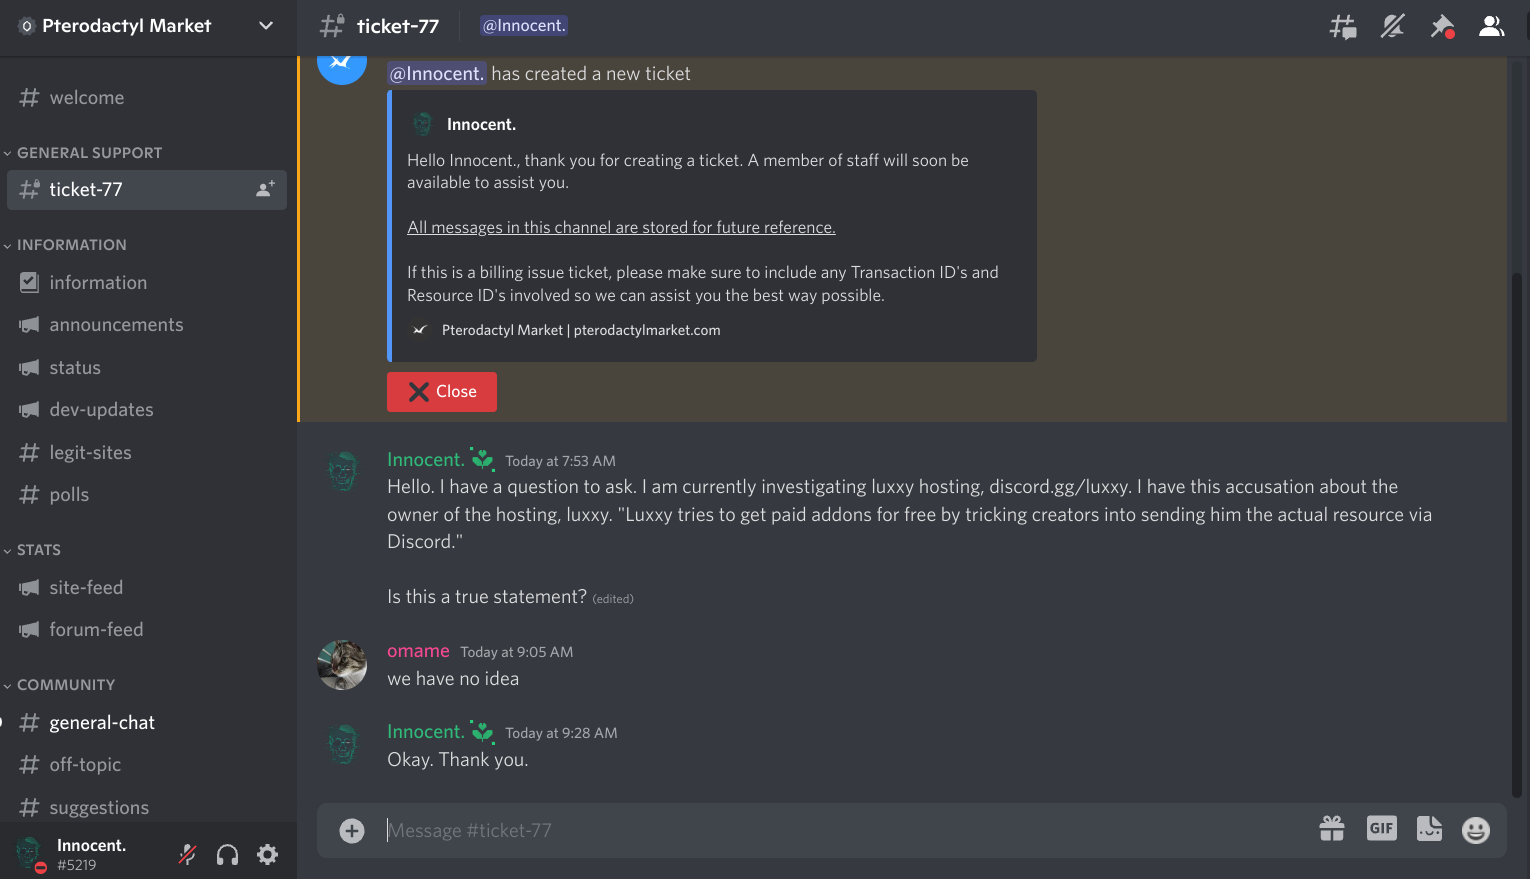 Pterodactyl Market
ticket-77
@Innocent.
welcome
GENERAL SUPPORT
ticket-77
INFORMATION
information
announcements
status
dev-updates
legit-sites
polls
STATS
site-feed
forum-feed
COMMUNITY
general-chat
off-topic
suggestions
Innocent.
#5219
@Innocent. has created a new ticket
Innocent.
Hello Innocent., thank you for creating a ticket. A member of staff will soon be
available to assist you.
All messages in this channel are stored for future reference.
If this is a billing issue ticket, please make sure to include any Transaction ID's and
Resource ID's involved so we can assist you the best way possible.
Pterodactyl Market | pterodactylmarket.com
Close
Innocent. Today at 7:53 AM
Hello. I have a question to ask. I am currently investigating luxxy hosting, discord.gg/luxxy. I have this accusation about the
owner of the hosting, luxxy. "Luxxy tries to get paid addons for free by tricking creators into sending him the actual resource via
Discord."
Is this a true statement? (edited)
omame Today at 9:05 AM
we have no idea
Innocent. Today at 9:28 AM
Okay. Thank you.
Message #ticket-77
GIF